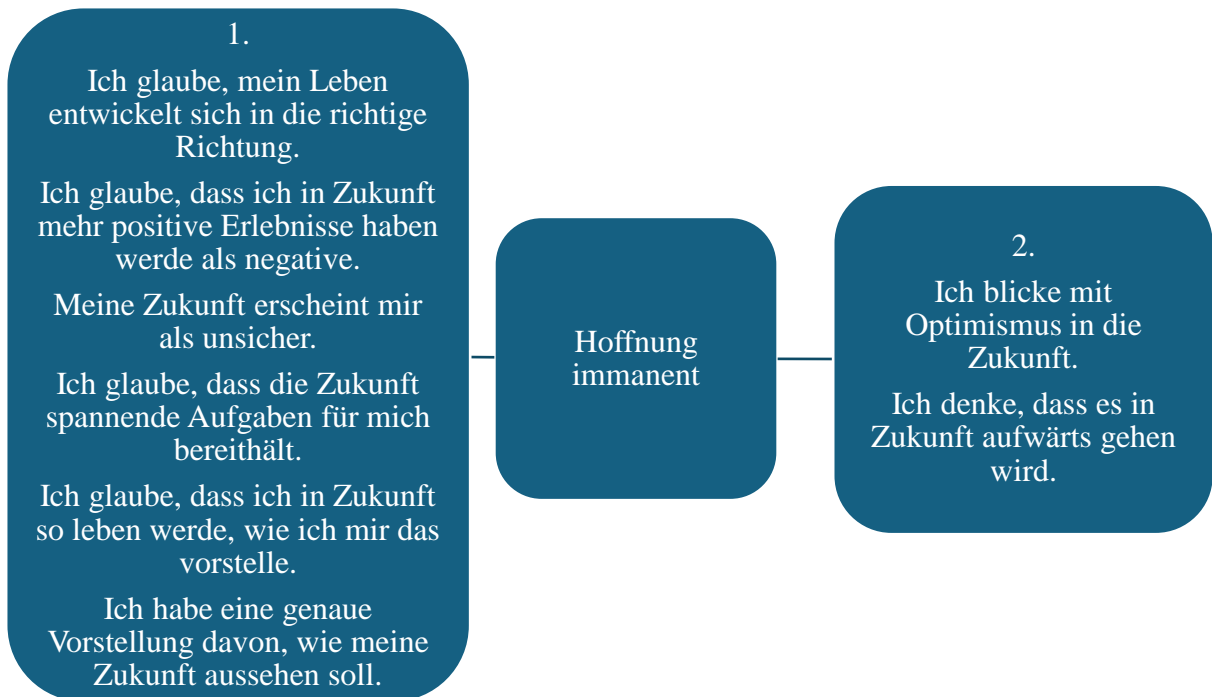 1.
Ich glaube, mein Leben
entwickelt sich in die richtige
Richtung.
Ich glaube, dass ich in Zukunft
mehr positive Erlebnisse haben
werde als negative.
Meine Zukunft erscheint mir
als unsicher.
Ich glaube, dass die Zukunft
spannende Aufgaben für mich
bereithält.
Ich glaube, dass ich in Zukunft
so leben werde, wie ich mir das
vorstelle.
Ich habe eine genaue
Vorstellung davon, wie meine
Zukunft aussehen soll.
Hoffnung
immanent
2.
Ich blicke mit
Optimismus in die
Zukunft.
Ich denke, dass es in
Zukunft aufwärts gehen
wird.